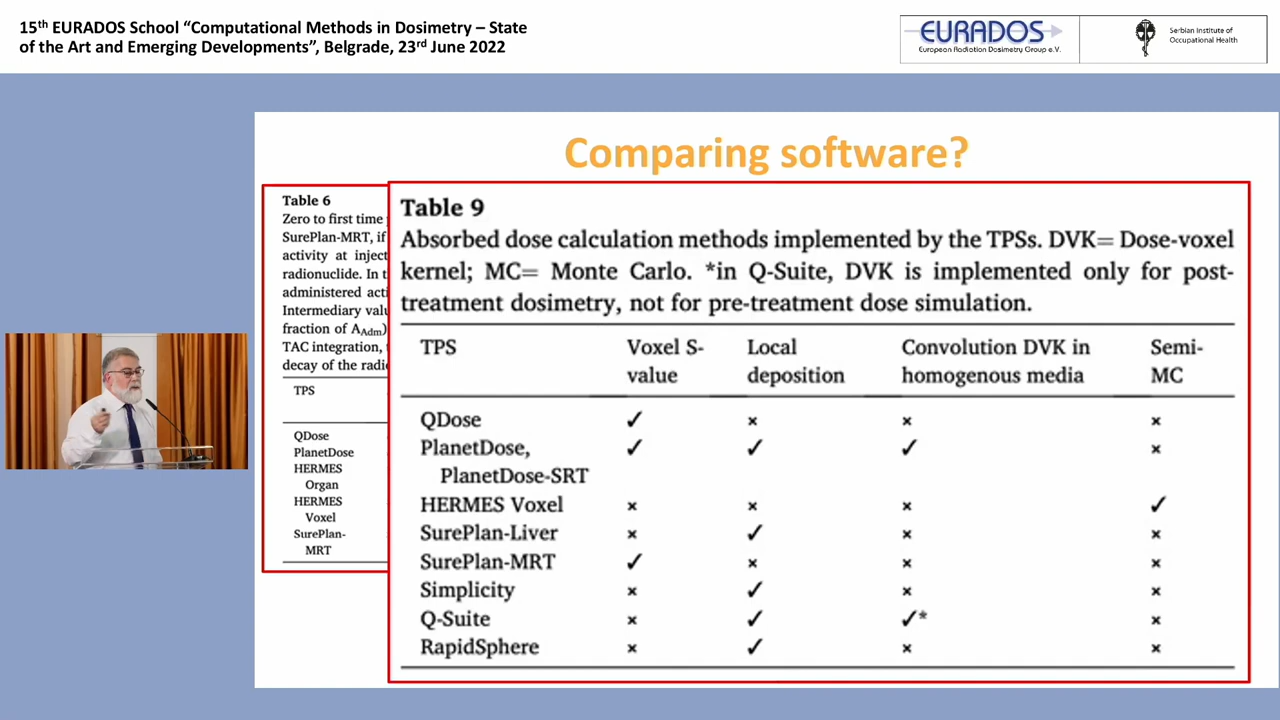 15th EURADOS School “Computational Methods in Dosimetry – State
of the Art and Emerging Developments”, Belgrade, 23rd June 2022
EURADOS
European Radiation Dosimetry Group e.V.
Serbian Institute of
Occupational Health
Comparing software?
Table 6
Zero to first time
SurePlan-MRT, if
activity at inject
radionuclide. In t
administered acti
Intermediary valu
fraction of AAdm)
TAC integration,
decay of the radi
TPS
QDose
PlanetDose
HERMES
Organ
HERMES
Voxel
SurePlan-
MRT
Table 9
Absorbed dose calculation methods implemented by the TPSs. DVK= Dose-voxel
kernel; MC= Monte Carlo. *in Q-Suite, DVK is implemented only for post-
treatment dosimetry, not for pre-treatment dose simulation.
TPS Voxel S- Local Convolution DVK in Semi-
value deposition homogenous media MC
QDose ✓ × × ×
PlanetDose, ✓ ✓ ✓ ×
PlanetDose-SRT
HERMES Voxel × × × ✓
SurePlan-Liver × ✓ × ×
SurePlan-MRT ✓ × × ×
Simplicity × ✓ × ×
Q-Suite × ✓ ✓* ×
RapidSphere × ✓ × ×